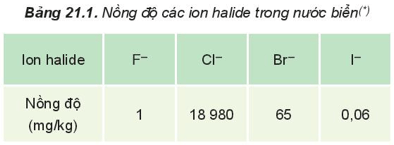 Bảng 21.1. Nồng độ các ion halide trong nước biển(*)
Ion halide F– Cl– Br– I–
Nồng độ (mg/kg) 1 18 980 65 0,06